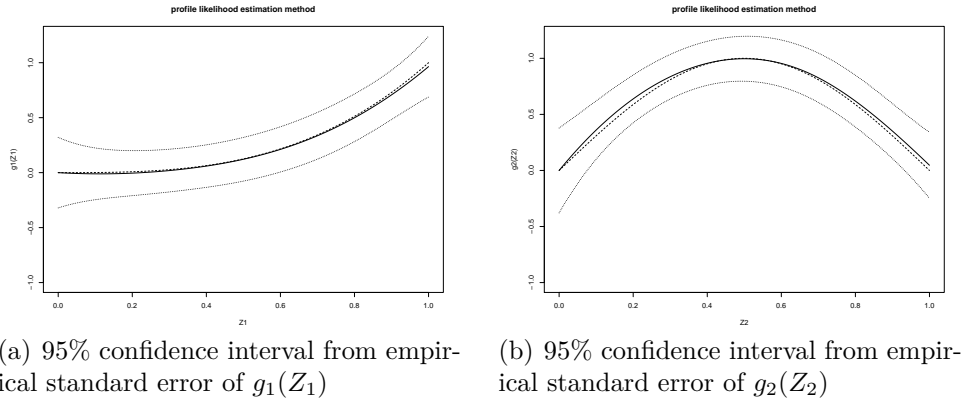 profile likelihood estimation method
g1(Z1)
1.0
0.5
0.0
−0.5
−1.0
0.0 0.2 0.4 0.6 0.8 1.0
Z1
(a) 95% confidence interval from empir-
ical standard error of g₁(Z₁)
profile likelihood estimation method
g2(Z2)
1.0
0.5
0.0
−0.5
−1.0
0.0 0.2 0.4 0.6 0.8 1.0
Z2
(b) 95% confidence interval from empir-
ical standard error of g₂(Z₂)